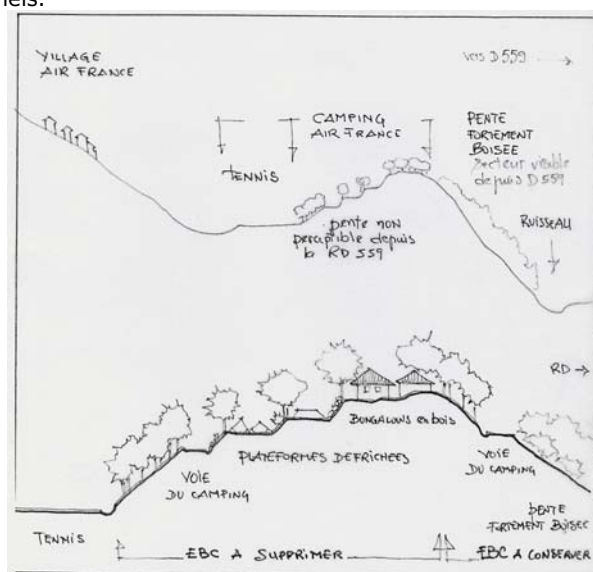 VILLAGE
AIR FRANCE
vers D559
CAMPING
AIR FRANCE
PENTE
FORTEMENT
BOISEE
secteur visible
depuis D559
TENNIS
pente non
perceptible depuis
la RD 559
RUISSEAU
RD
BUNGALOWS en bois
PLATEFORMES DEFRICHEES
VOIE
DU CAMPING
VOIE
DU CAMPING
TENNIS
PENTE
FORTEMENT BOISEE
EBC A SUPPRIMER
EBC A CONSERVER